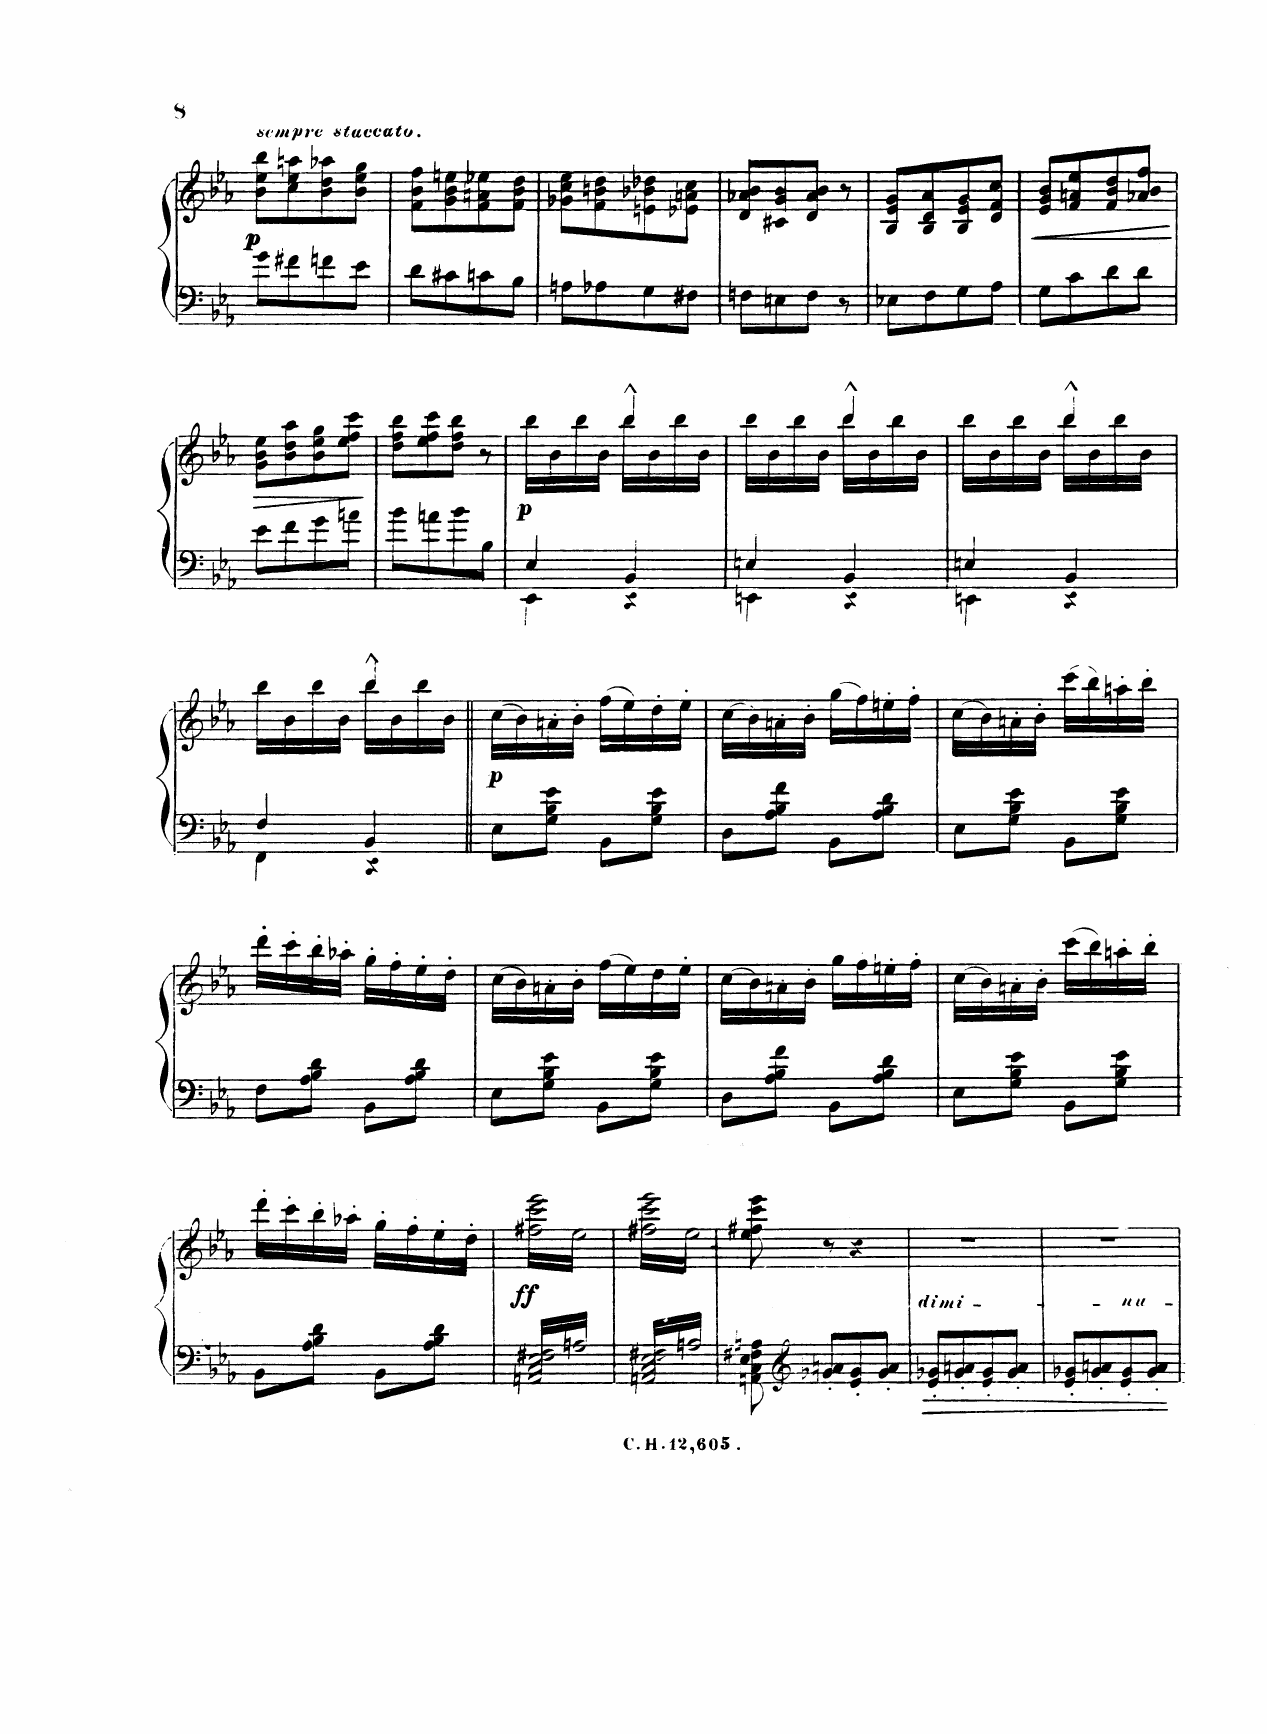 8
sempre staccato.
p
p
p
ff
dimi - - nu -
C.H.12,605.